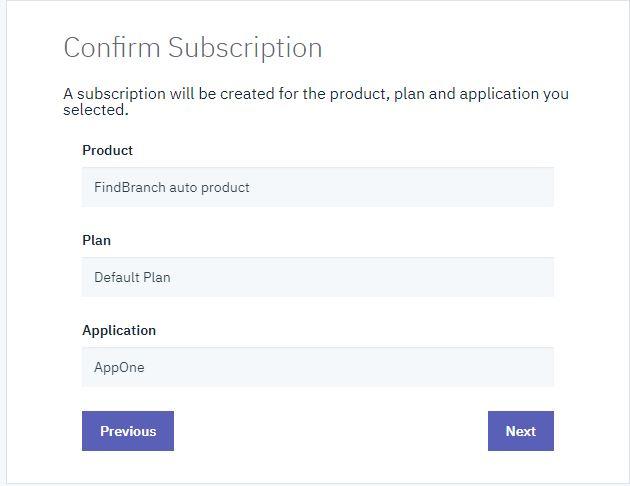 Confirm Subscription
A subscription will be created for the product, plan and application you
selected.
Product
FindBranch auto product
Plan
Default Plan
Application
AppOne
Previous
Next